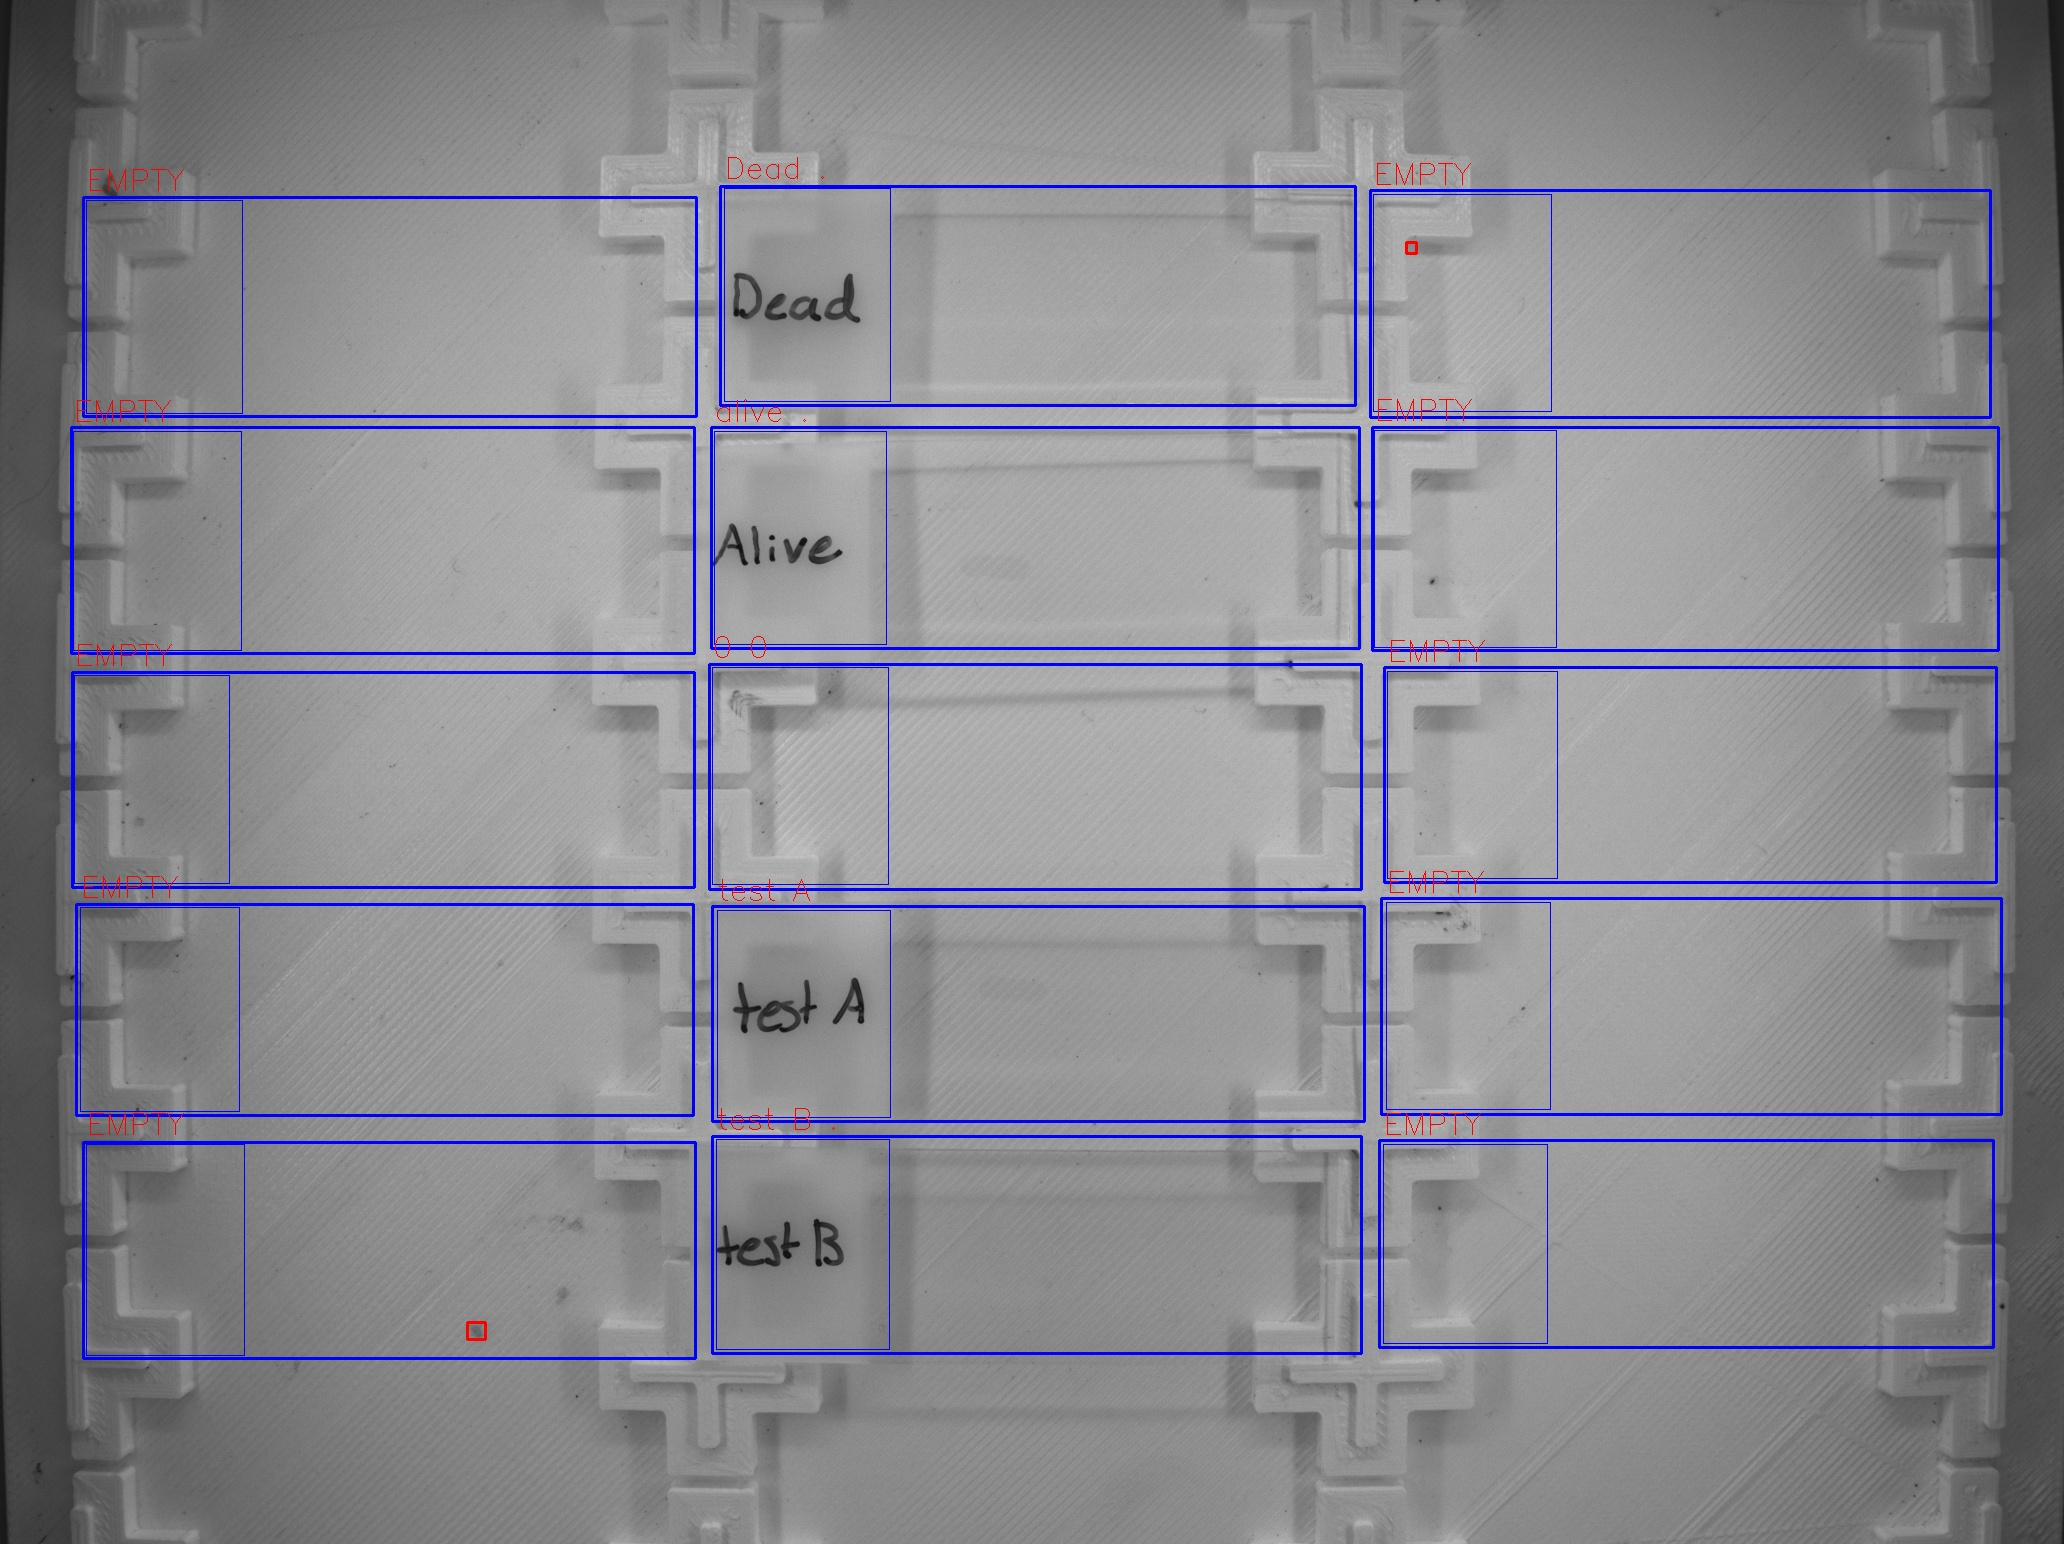 EMPTY Dead . EMPTY
Dead
EMPTY alive . EMPTY
Alive
EMPTY 0 0 EMPTY
EMPTY test A EMPTY
test A
EMPTY test B . EMPTY
test B